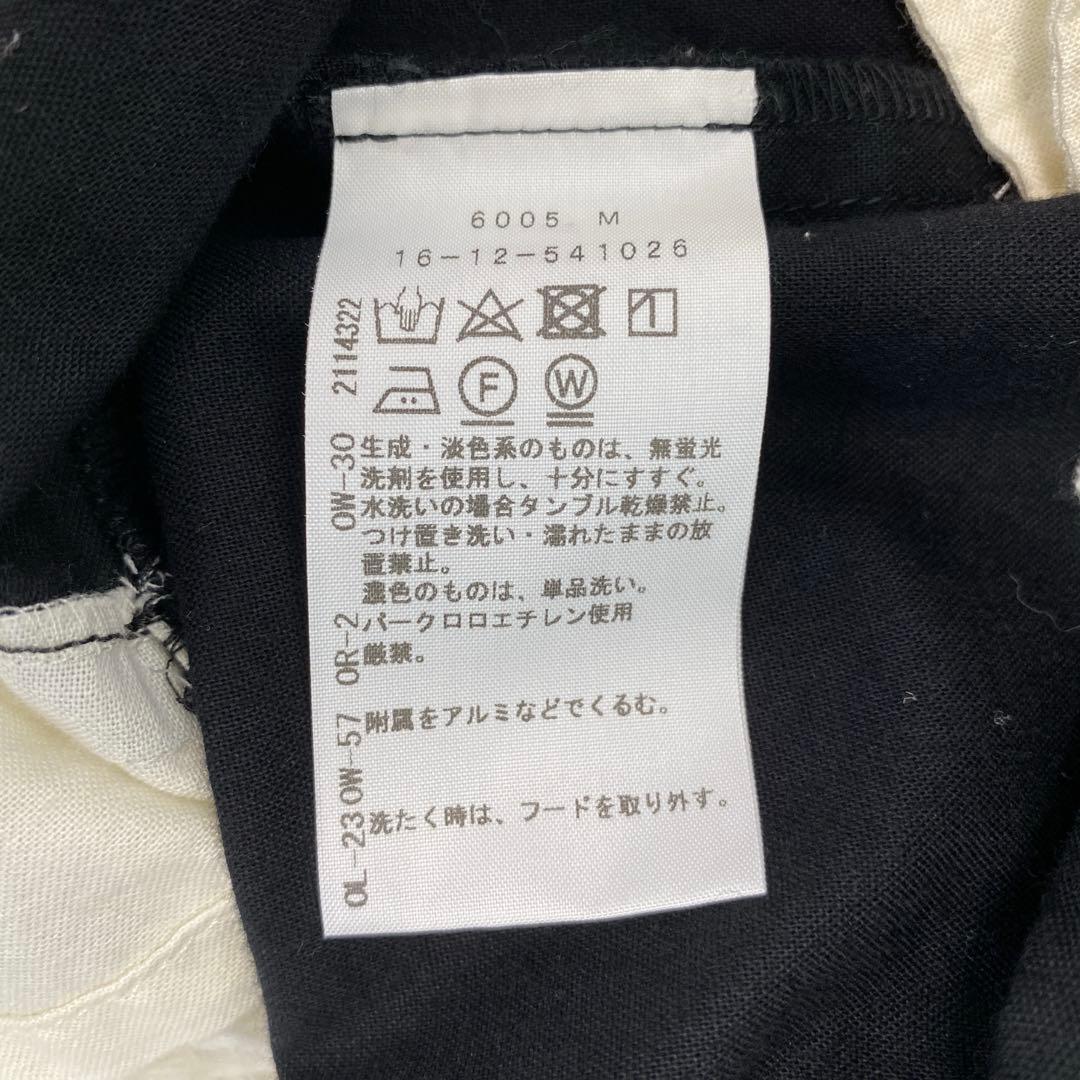 6005 M
16-12-541026
F
W
生成・淡色系のものは、無蛍光
洗剤を使用し、十分にすすぐ。
水洗いの場合タンブル乾燥禁止。
つけ置き洗い・濡れたままの放
置禁止。
濃色のものは、単品洗い。
パークロロエチレン使用
厳禁。
附属をアルミなどでくるむ。
洗たく時は、フードを取り外す。
OL-23OW-57 OR-2 OW-30 2114322